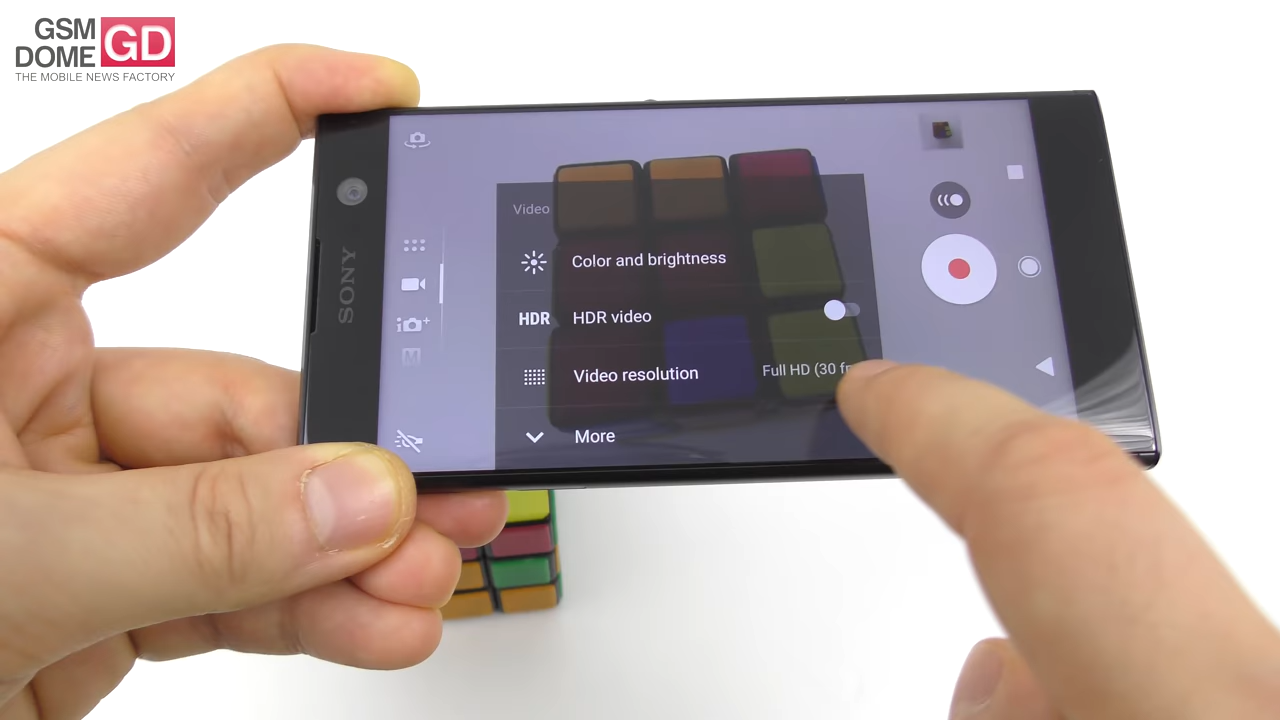 GSM
DOME
GD
THE MOBILE NEWS FACTORY
SONY
Video
Color and brightness
HDR HDR video
Video resolution Full HD (30
More
M